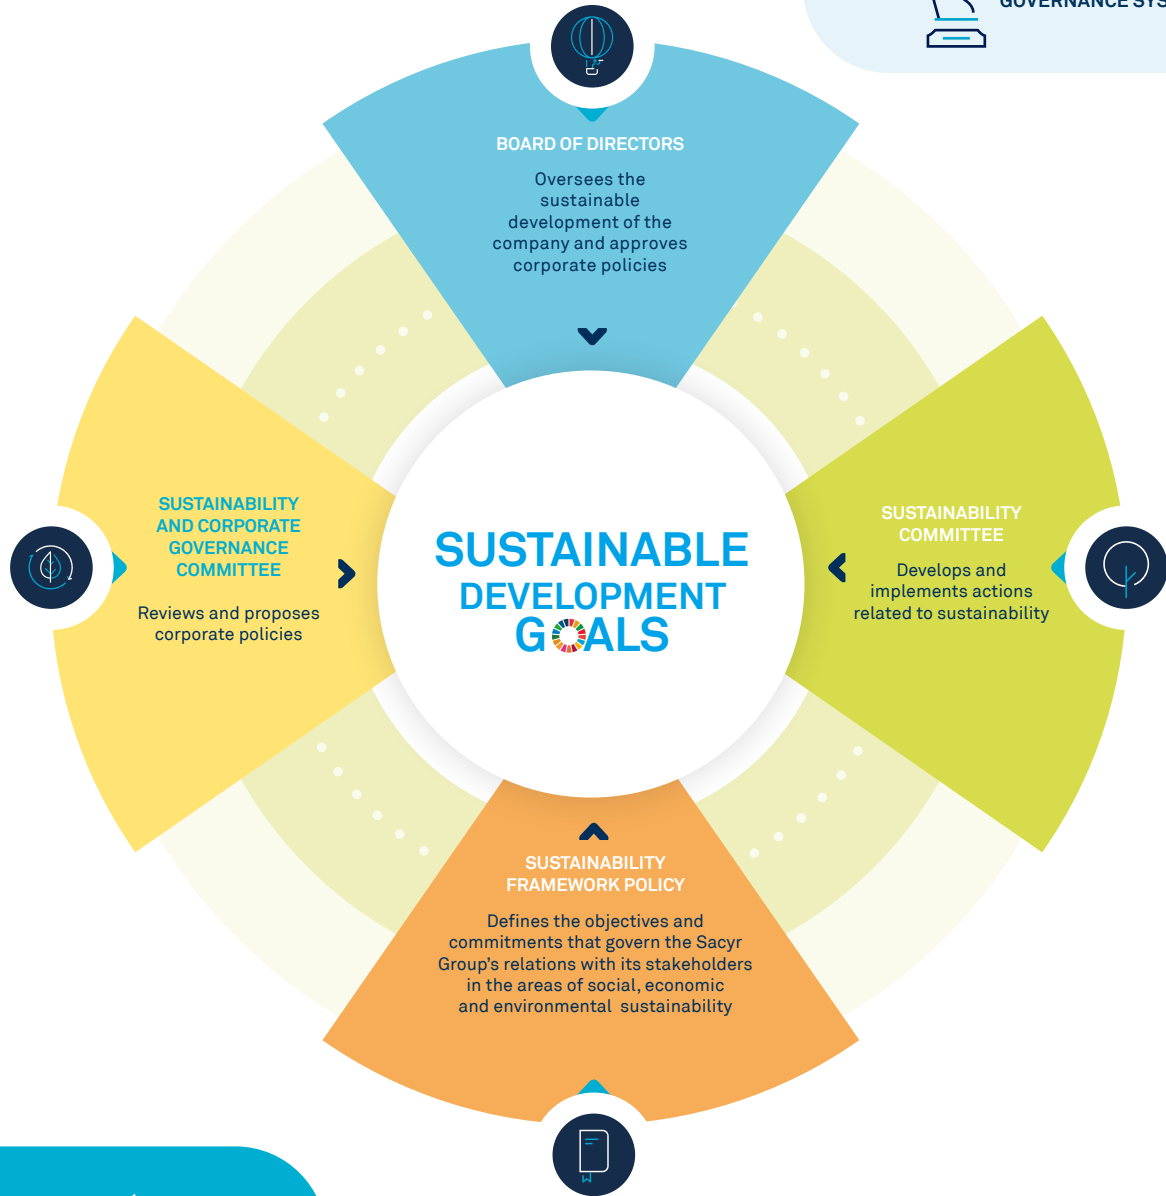 GOVERNANCE SYS
BOARD OF DIRECTORS
Oversees the
sustainable
development of the
company and approves
corporate policies
SUSTAINABILITY
AND CORPORATE
GOVERNANCE
COMMITTEE
Reviews and proposes
corporate policies
SUSTAINABLE
DEVELOPMENT
GOALS
SUSTAINABILITY
COMMITTEE
Develops and
implements actions
related to sustainability
SUSTAINABILITY
FRAMEWORK POLICY
Defines the objectives and
commitments that govern the Sacyr
Group's relations with its stakeholders
in the areas of social, economic
and environmental sustainability